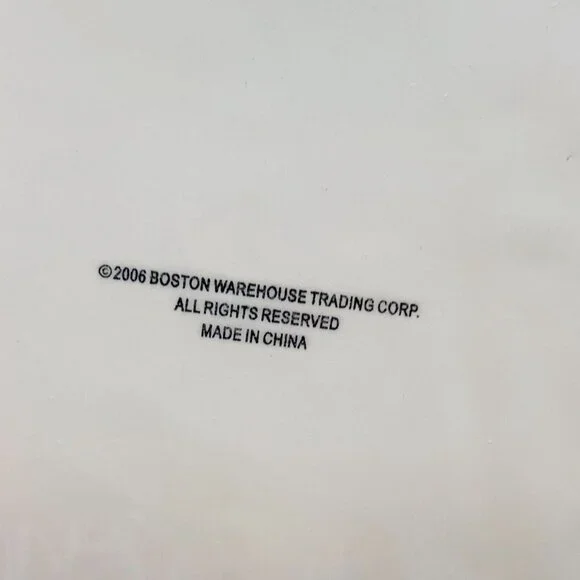 ©2006 BOSTON WAREHOUSE TRADING CORP.
ALL RIGHTS RESERVED
MADE IN CHINA